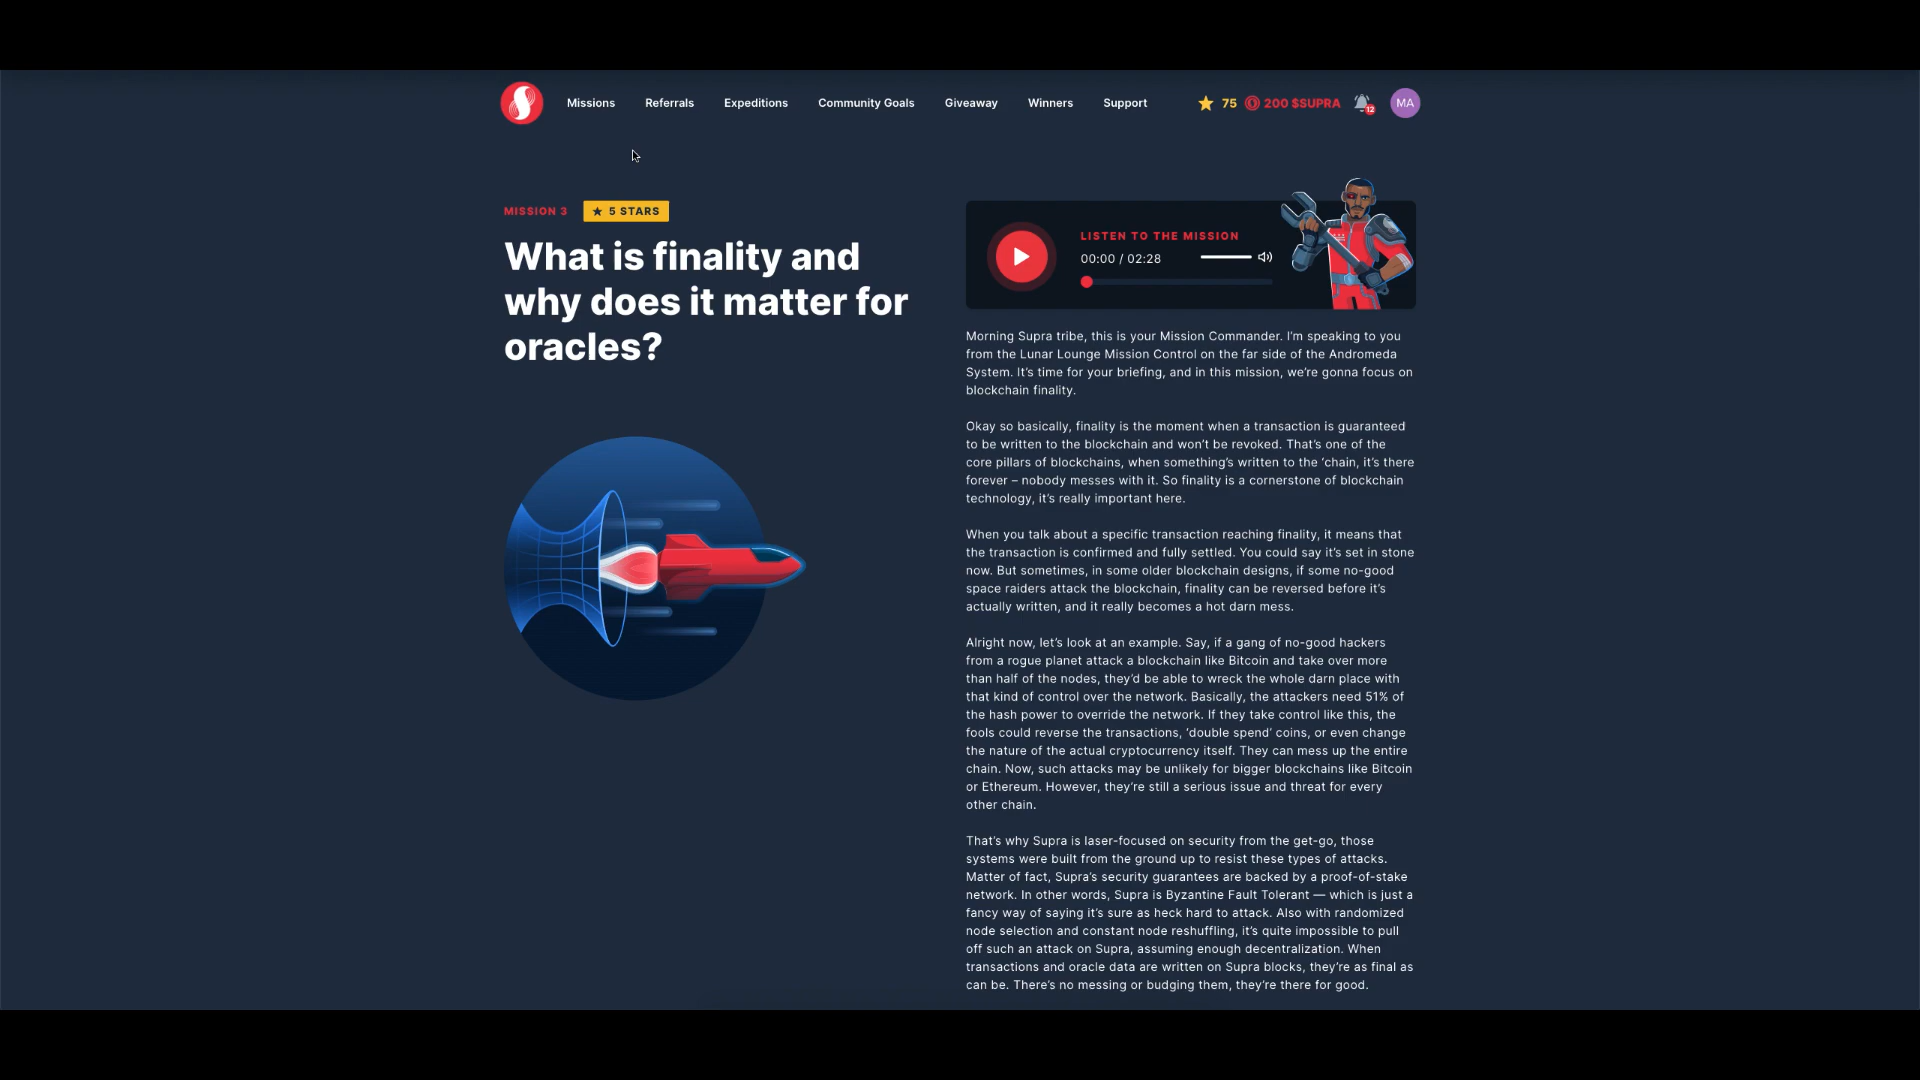 Missions Referrals Expeditions Community Goals Giveaway Winners Support 75 200 $SUPRA 12 MA
MISSION 3 5 STARS
What is finality and
why does it matter for
oracles?
LISTEN TO THE MISSION
00:00 / 02:28
Morning Supra tribe, this is your Mission Commander. I’m speaking to you
from the Lunar Lounge Mission Control on the far side of the Andromeda
System. It’s time for your briefing, and in this mission, we’re gonna focus on
blockchain finality.
Okay so basically, finality is the moment when a transaction is guaranteed
to be written to the blockchain and won’t be revoked. That’s one of the
core pillars of blockchains, when something’s written to the ‘chain, it’s there
forever – nobody messes with it. So finality is a cornerstone of blockchain
technology, it’s really important here.
When you talk about a specific transaction reaching finality, it means that
the transaction is confirmed and fully settled. You could say it’s set in stone
now. But sometimes, in some older blockchain designs, if some no-good
space raiders attack the blockchain, finality can be reversed before it’s
actually written, and it really becomes a hot darn mess.
Alright now, let’s look at an example. Say, if a gang of no-good hackers
from a rogue planet attack a blockchain like Bitcoin and take over more
than half of the nodes, they’d be able to wreck the whole darn place with
that kind of control over the network. Basically, the attackers need 51% of
the hash power to override the network. If they take control like this, the
fools could reverse the transactions, ‘double spend’ coins, or even change
the nature of the actual cryptocurrency itself. They can mess up the entire
chain. Now, such attacks may be unlikely for bigger blockchains like Bitcoin
or Ethereum. However, they’re still a serious issue and threat for every
other chain.
That’s why Supra is laser-focused on security from the get-go, those
systems were built from the ground up to resist these types of attacks.
Matter of fact, Supra’s security guarantees are backed by a proof-of-stake
network. In other words, Supra is Byzantine Fault Tolerant — which is just a
fancy way of saying it’s sure as heck hard to attack. Also with randomized
node selection and constant node reshuffling, it’s quite impossible to pull
off such an attack on Supra, assuming enough decentralization. When
transactions and oracle data are written on Supra blocks, they’re as final as
can be. There’s no messing or budging them, they’re there for good.